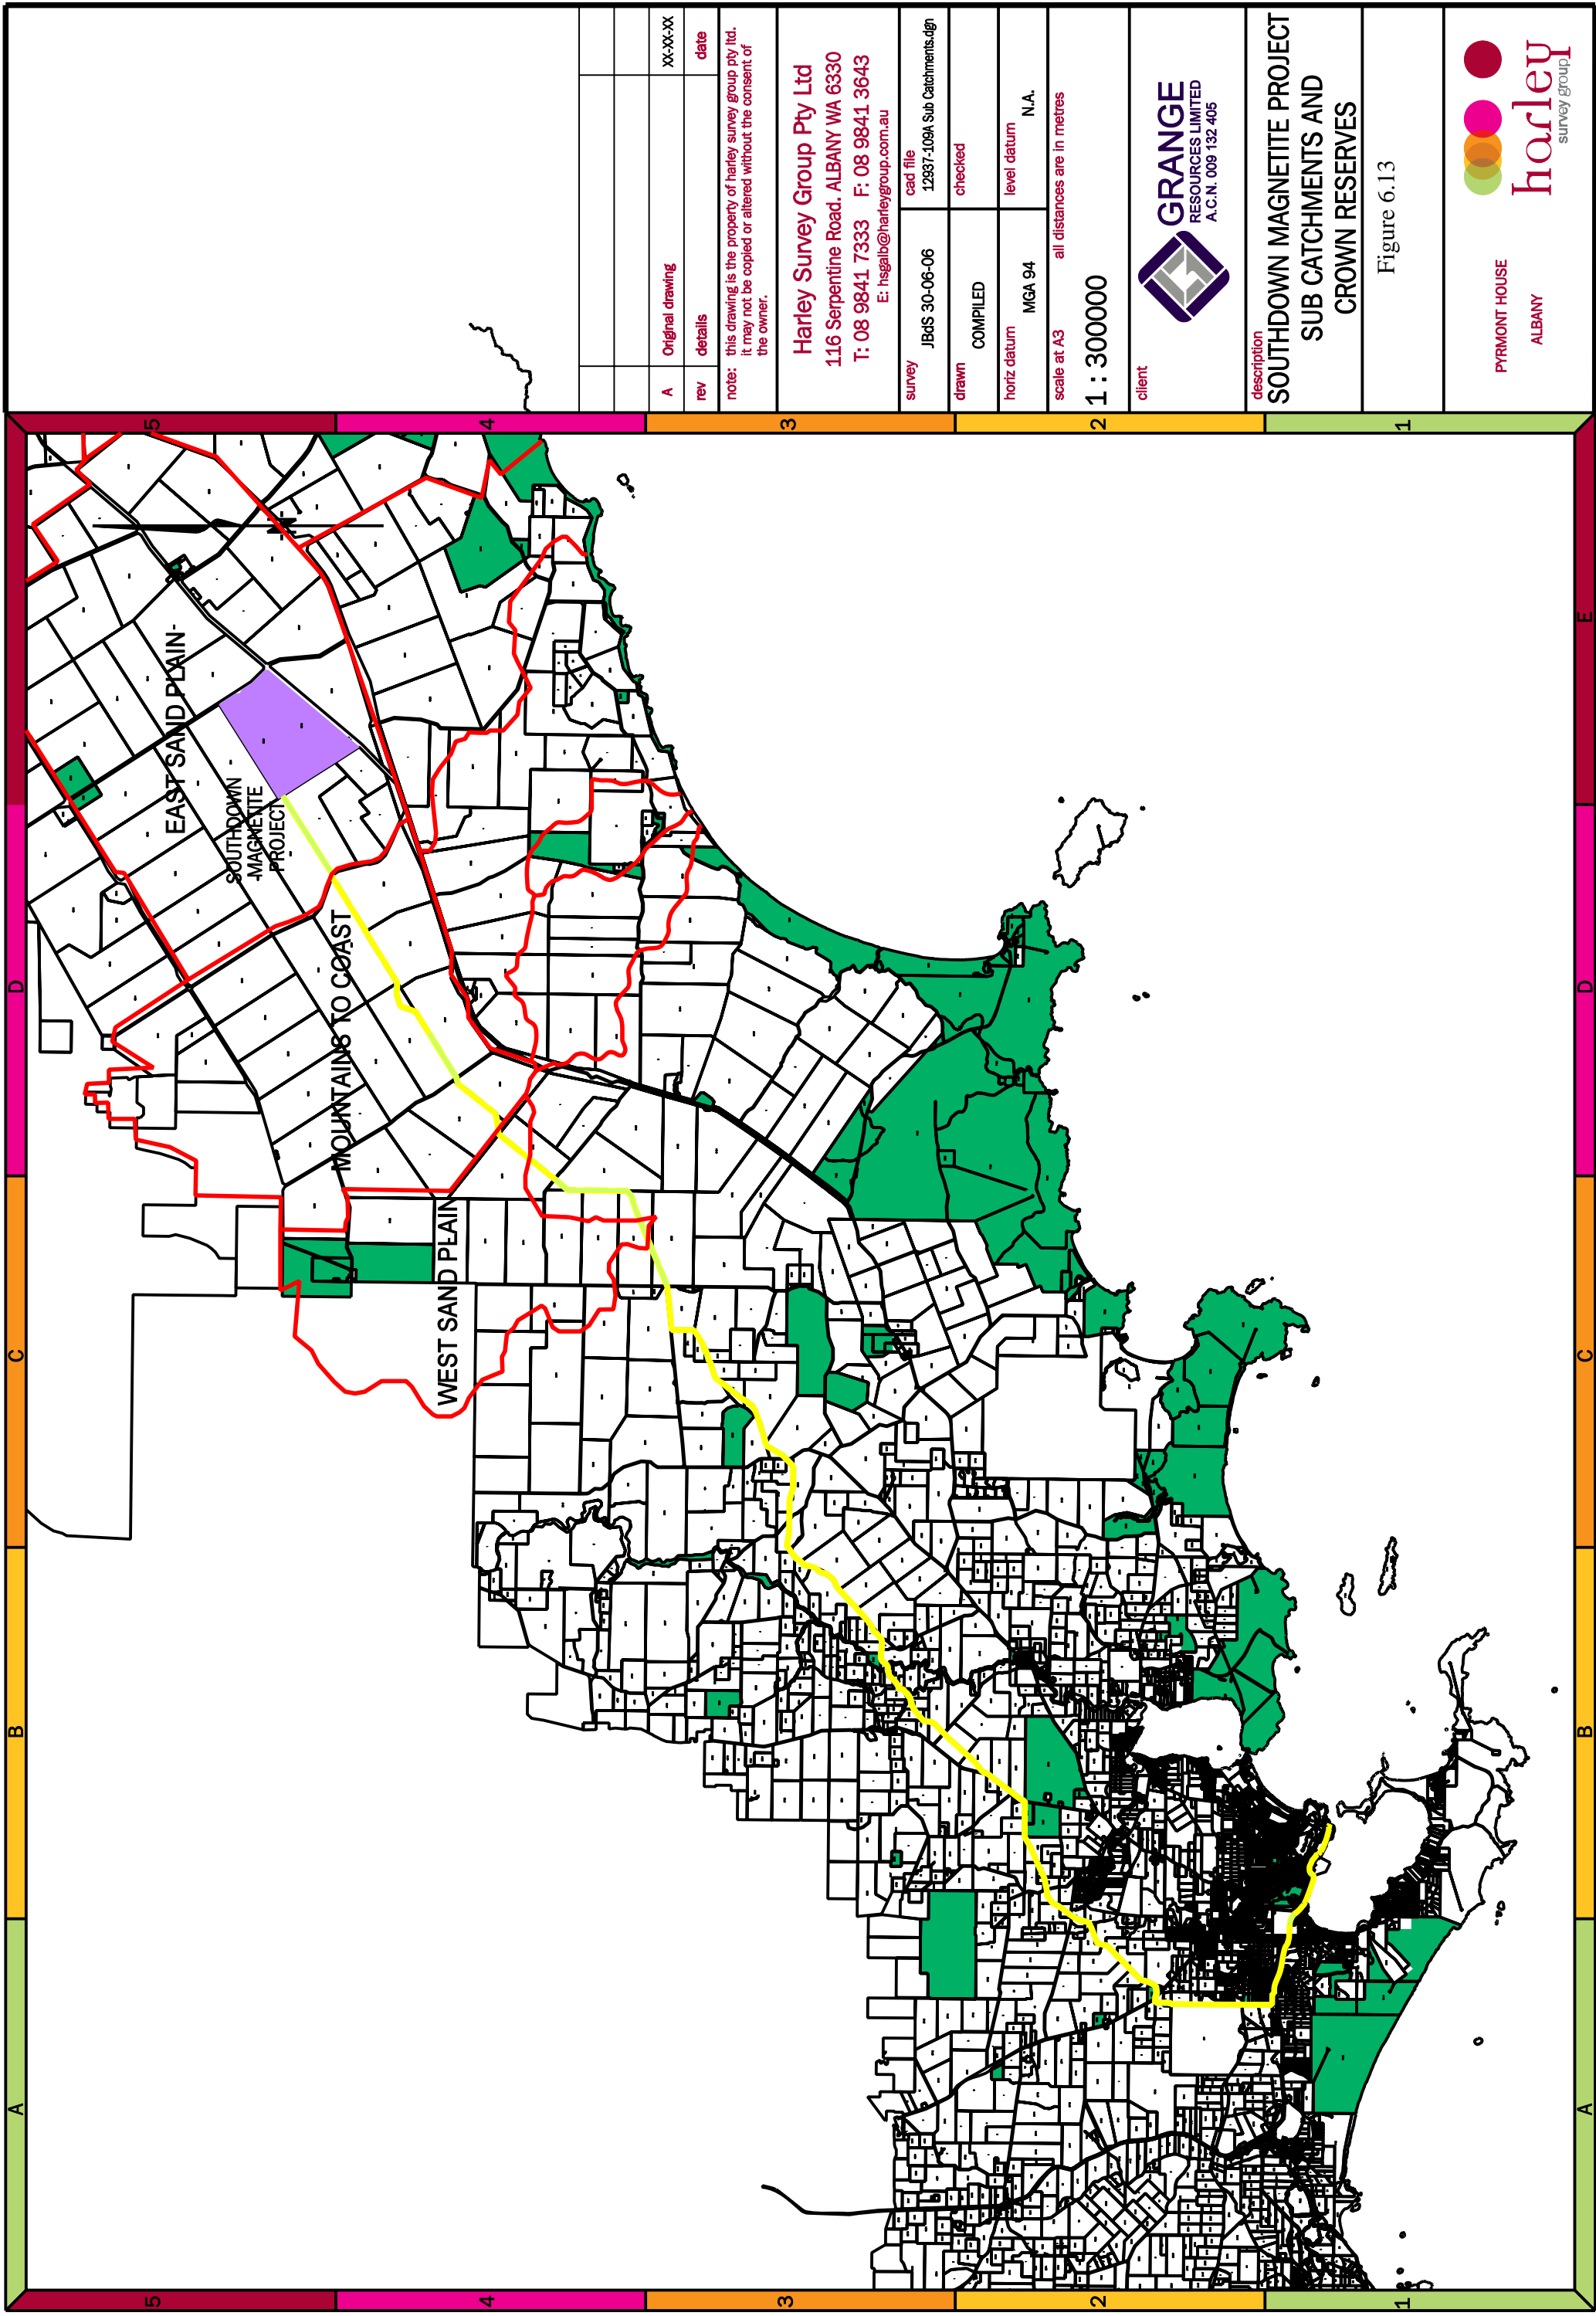 A
B
C
D
E
5
4
3
2
1
EAST SAND PLAIN
SOUTHDOWN
MAGNETITE
PROJECT
MOUNTAINS TO COAST
WEST SAND PLAIN
5
4
3
2
1
A
B
C
D
E
A Original drawing XX-XX-XX
rev details date
note: this drawing is the property of harley survey group pty ltd.
it may not be copied or altered without the consent of
the owner.
Harley Survey Group Pty Ltd
116 Serpentine Road. ALBANY WA 6330
T: 08 9841 7333 F: 08 9841 3643
E: hsgalb@harleygroup.com.au
survey JBdS 30-06-06
cad file 12937-109A Sub Catchments.dgn
drawn COMPILED
checked
horiz datum MGA 94
level datum N.A.
scale at A3 all distances are in metres
1 : 300000
client
GRANGE
RESOURCES LIMITED
A.C.N. 009 132 405
description
SOUTHDOWN MAGNETITE PROJECT
SUB CATCHMENTS AND
CROWN RESERVES
Figure 6.13
PYRMONT HOUSE
ALBANY
harley
survey group